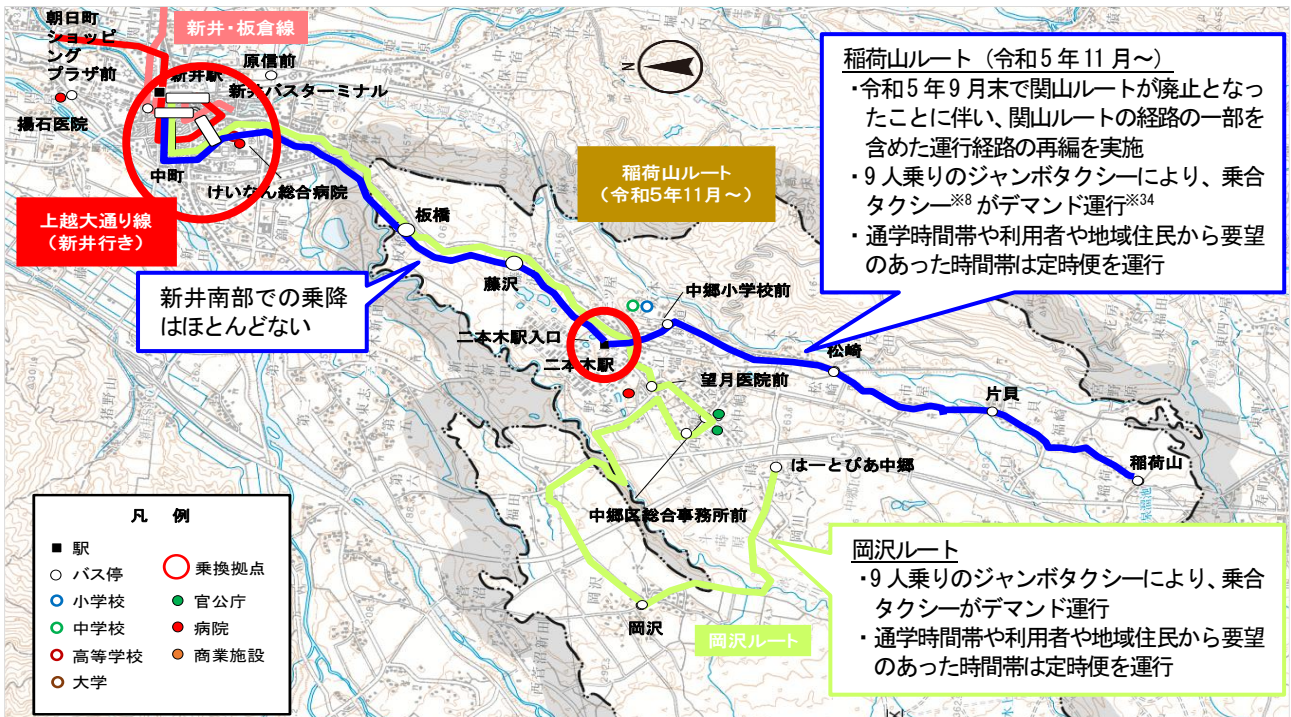 朝日町
ショッピ
ング
プラザ前
新井・板倉線
原信前
新井駅
新井バスターミナル
揚石医院
中町
けいなん総合病院
上越大通り線
（新井行き）
N
稲荷山ルート
（令和5年11月～）
板橋
藤沢
新井南部での乗降
はほとんどない
二本木駅入口
二本木駅
中郷小学校前
望月医院前
松崎
片貝
稲荷山
はーとぴあ中郷
中郷区総合事務所前
岡沢
岡沢ルート
稲荷山ルート（令和5年11月～）
・令和5年9月末で関山ルートが廃止となっ
たことに伴い、関山ルートの経路の一部を
含めた運行経路の再編を実施
・9人乗りのジャンボタクシーにより、乗合
タクシー※8がデマンド運行※34
・通学時間帯や利用者や地域住民から要望
のあった時間帯は定時便を運行
岡沢ルート
・9人乗りのジャンボタクシーにより、乗合
タクシーがデマンド運行
・通学時間帯や利用者や地域住民から要望
のあった時間帯は定時便を運行
凡 例
駅
バス停
乗換拠点
小学校
官公庁
中学校
病院
高等学校
商業施設
大学